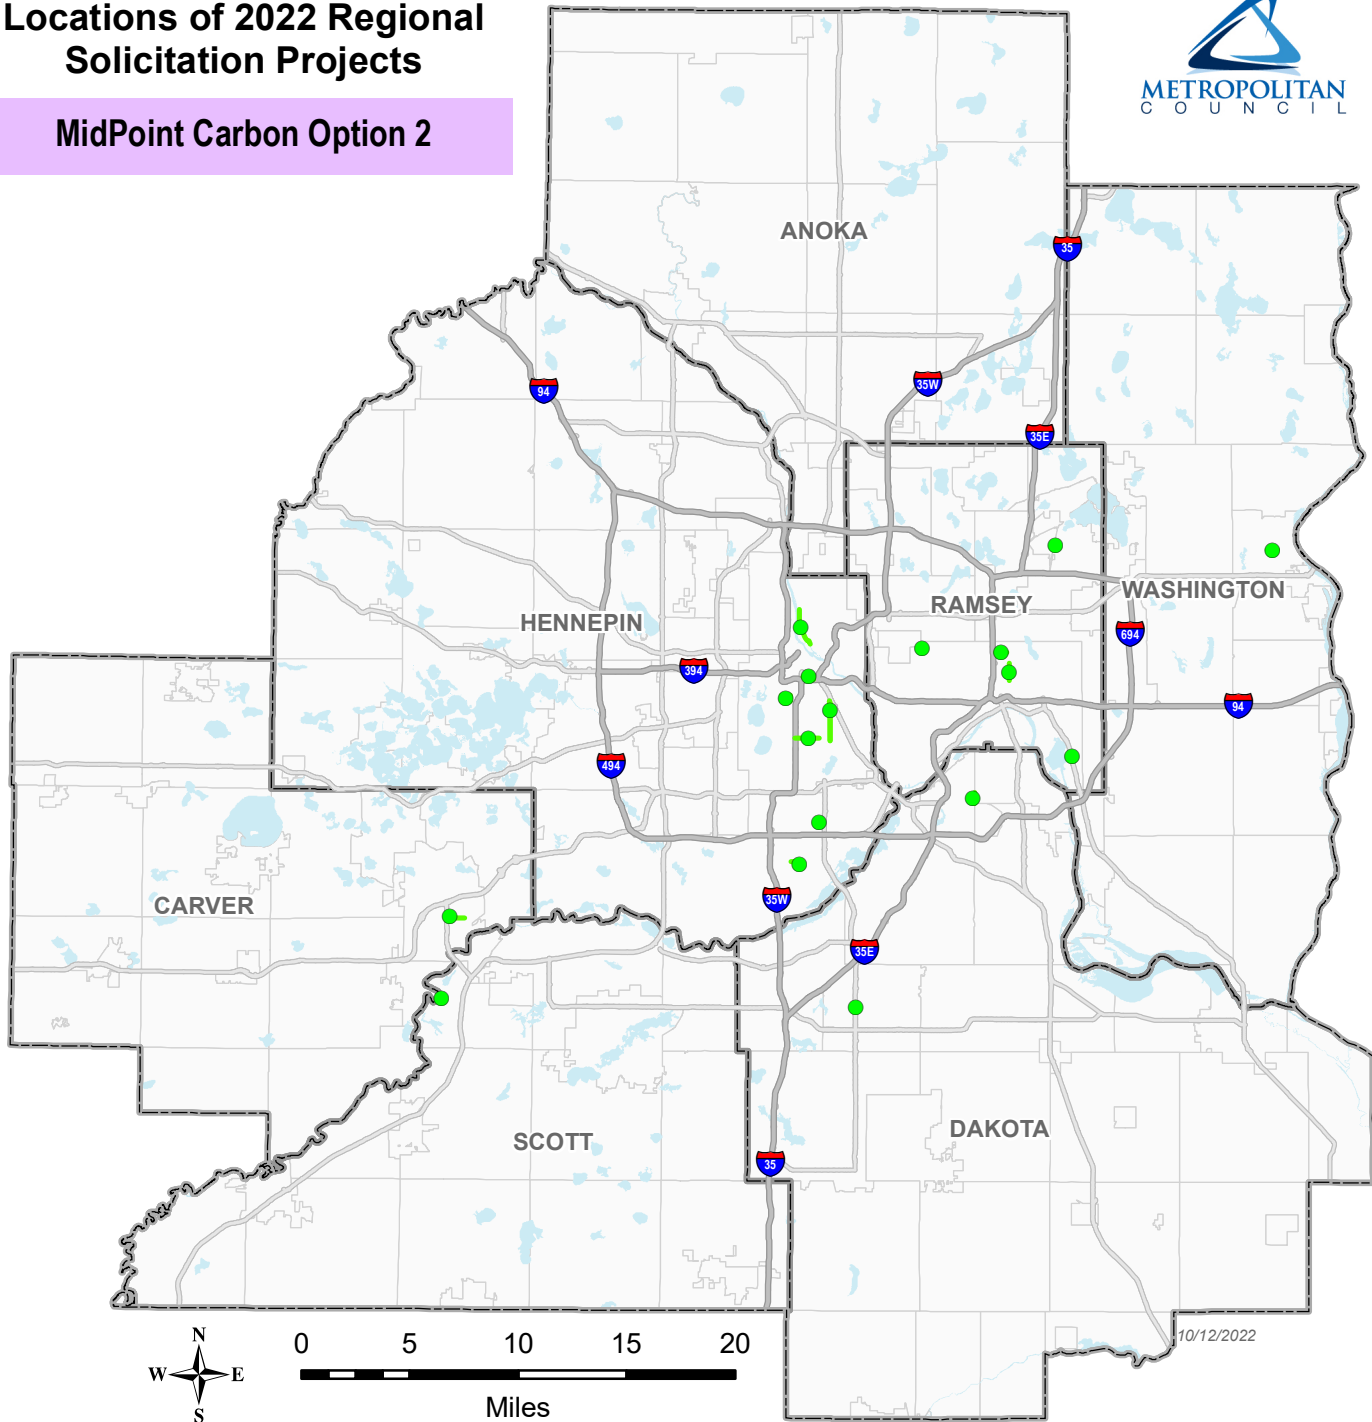 Locations of 2022 Regional
Solicitation Projects
MidPoint Carbon Option 2
METROPOLITAN
COUNCIL
ANOKA
35
94
35W
35E
HENNEPIN
RAMSEY
WASHINGTON
694
394
94
494
CARVER
35W
35E
SCOTT
DAKOTA
35
10/12/2022
N
W E
S
0 5 10 15 20
Miles